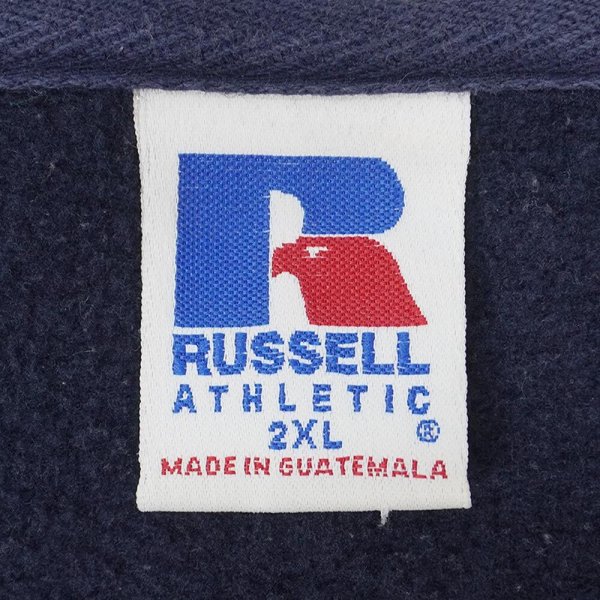 R
RUSSELL
ATHLETIC
2XL ®
MADE IN GUATEMALA